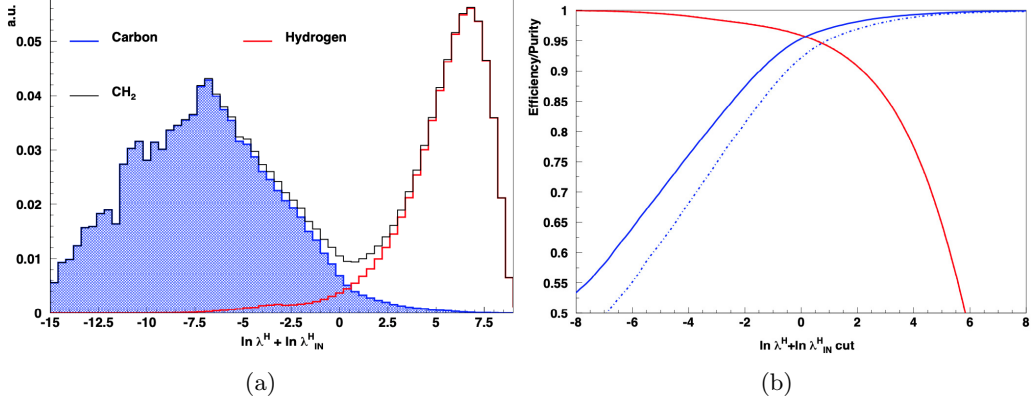 a.u.
0.05
0.04
0.03
0.02
0.01
0
Carbon
Hydrogen
CH₂
-15 -12.5 -10 -7.5 -5 -2.5 0 2.5 5 7.5
ln λᴴ + ln λᴴ_IN
(a)
Efficiency/Purity
1
0.95
0.9
0.85
0.8
0.75
0.7
0.65
0.6
0.55
0.5
-8 -6 -4 -2 0 2 4 6 8
ln λᴴ+ln λᴴ_IN cut
(b)